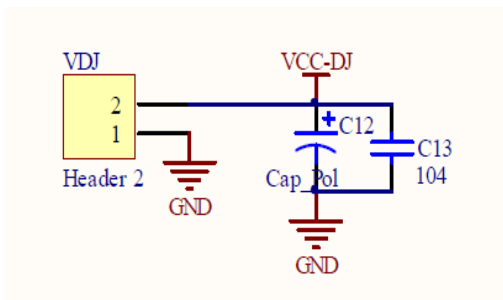 VDJ
VCC-DJ
2
1
+
C12
C13
Header 2
Cap_Pol
104
GND
GND